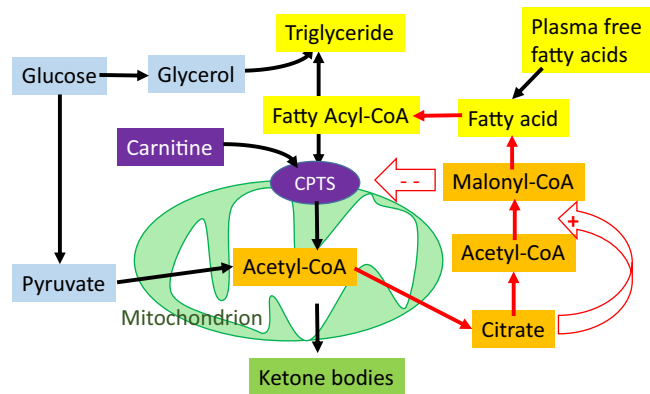 Triglyceride
Plasma free
fatty acids
Glucose
Glycerol
Fatty Acyl-CoA
Fatty acid
Carnitine
CPTS
- -
Malonyl-CoA
+
Acetyl-CoA
Acetyl-CoA
Pyruvate
Mitochondrion
Citrate
Ketone bodies